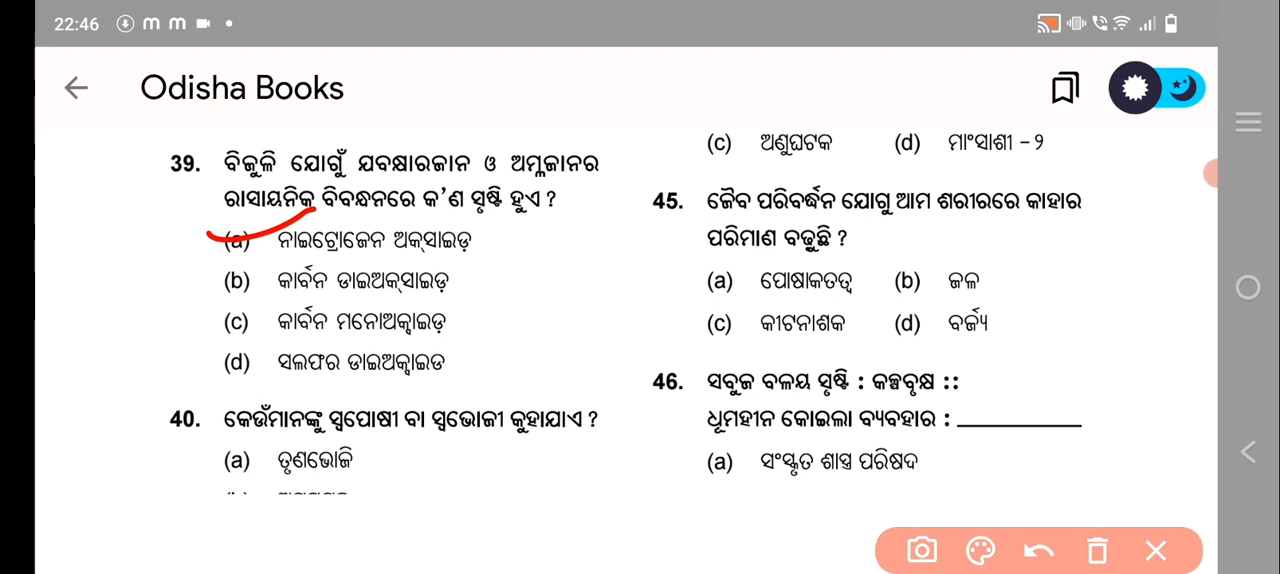 22:46
Odisha Books
39. ବିଜୁଳି ଯୋଗୁଁ ଯବକ୍ଷାରଜାନ ଓ ଅମ୍ଳଜାନର
ରାସାୟନିକ ବିବନ୍ଧନରେ କ'ଣ ସୃଷ୍ଟି ହୁଏ ?
(a) ନାଇଟ୍ରୋଜେନ ଅକ୍ସାଇଡ଼
(b) କାର୍ବନ ଡାଇଅକ୍ସାଇଡ଼
(c) କାର୍ବନ ମନୋଅକ୍ସାଇଡ଼
(d) ସଲଫର ଡାଇଅକ୍ସାଇଡ
40. କେଉଁମାନଙ୍କୁ ସ୍ୱପୋଷୀ ବା ସ୍ୱଭୋଜୀ କୁହାଯାଏ ?
(a) ତୃଣଭୋଜି
(c) ଅଣୁଘଟକ (d) ମାଂସାଶୀ - ୨
45. ଜୈବ ପରିବର୍ଦ୍ଧନ ଯୋଗୁ ଆମ ଶରୀରରେ କାହାର
ପରିମାଣ ବଢୁଛି ?
(a) ପୋଷାକତତ୍ତ୍ୱ (b) ଜଳ
(c) କୀଟନାଶକ (d) ବର୍ଜ୍ୟ
46. ସବୁଜ ବଳୟ ସୃଷ୍ଟି : କଳ୍ପବୃକ୍ଷ ::
ଧୂମହୀନ କୋଇଲା ବ୍ୟବହାର : ________
(a) ସଂସ୍କୃତ ଶାସ୍ତ୍ର ପରିଷଦ